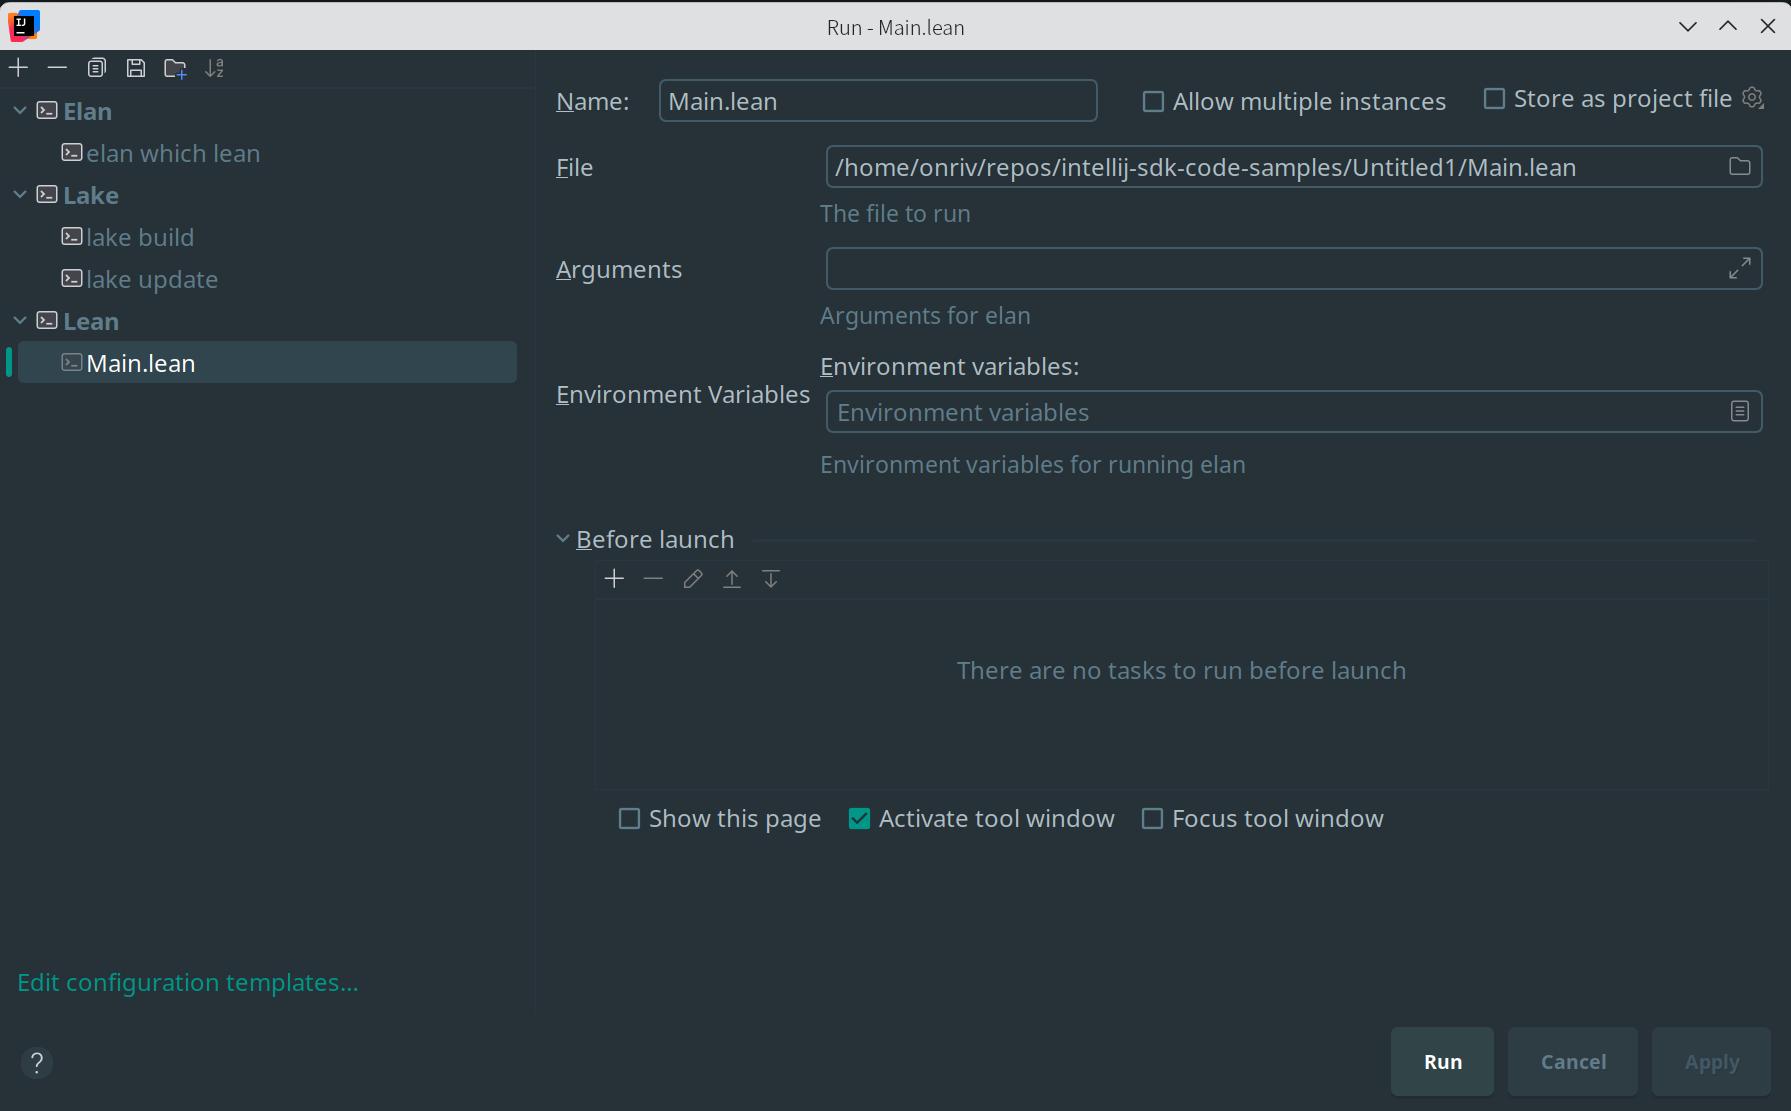 Run - Main.lean
Elan
elan which lean
Lake
lake build
lake update
Lean
Main.lean
Edit configuration templates...
Name: Main.lean Allow multiple instances Store as project file
File /home/onriv/repos/intellij-sdk-code-samples/Untitled1/Main.lean
The file to run
Arguments
Arguments for elan
Environment variables:
Environment Variables Environment variables
Environment variables for running elan
Before launch
There are no tasks to run before launch
Show this page Activate tool window Focus tool window
? Run Cancel Apply